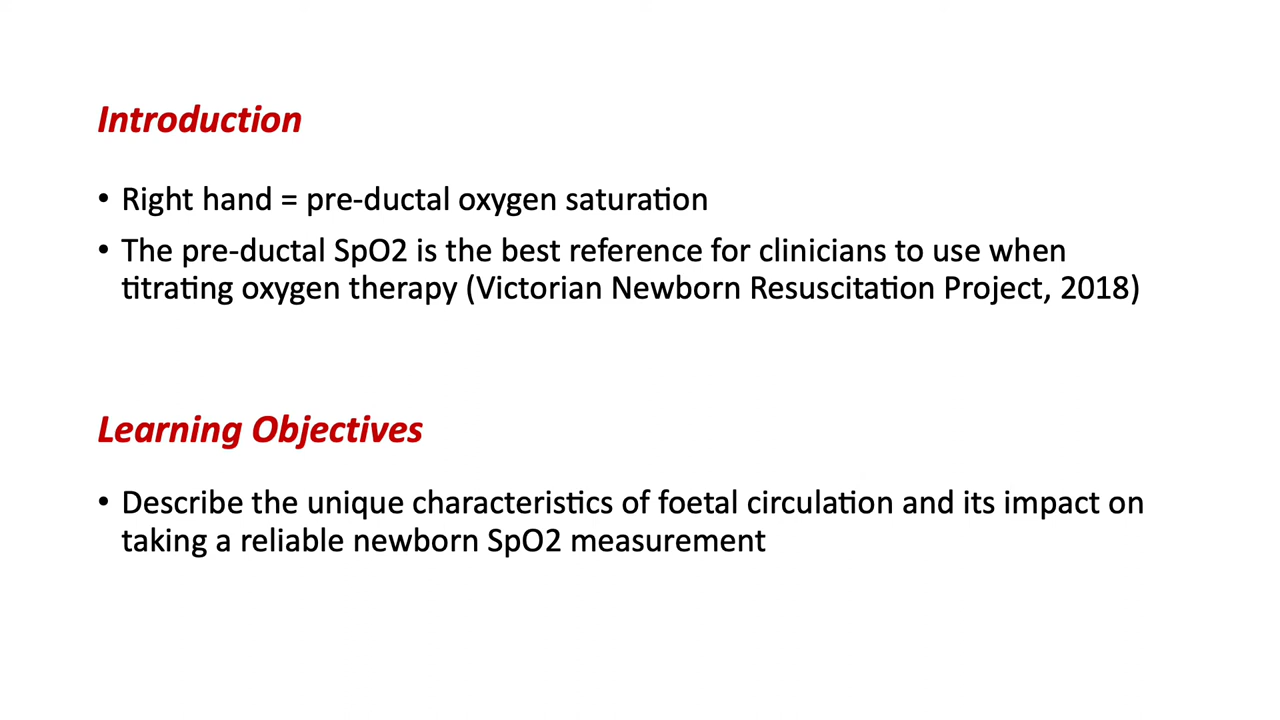 Introduction
• Right hand = pre-ductal oxygen saturation
• The pre-ductal SpO2 is the best reference for clinicians to use when
titrating oxygen therapy (Victorian Newborn Resuscitation Project, 2018)
Learning Objectives
• Describe the unique characteristics of foetal circulation and its impact on
taking a reliable newborn SpO2 measurement